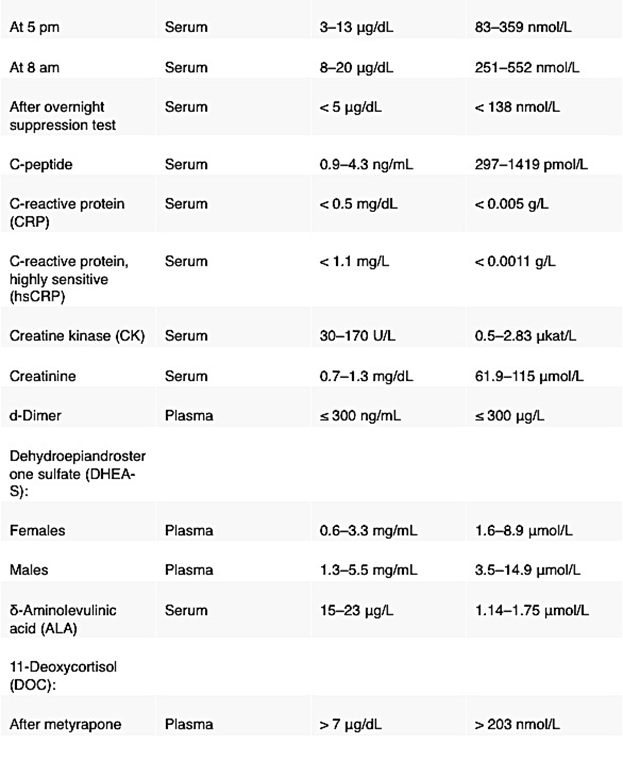 At 5 pm Serum 3–13 µg/dL 83–359 nmol/L
At 8 am Serum 8–20 µg/dL 251–552 nmol/L
After overnight Serum < 5 µg/dL < 138 nmol/L
suppression test
C-peptide Serum 0.9–4.3 ng/mL 297–1419 pmol/L
C-reactive protein Serum < 0.5 mg/dL < 0.005 g/L
(CRP)
C-reactive protein, Serum < 1.1 mg/L < 0.0011 g/L
highly sensitive
(hsCRP)
Creatine kinase (CK) Serum 30–170 U/L 0.5–2.83 µkat/L
Creatinine Serum 0.7–1.3 mg/dL 61.9–115 µmol/L
d-Dimer Plasma ≤ 300 ng/mL ≤ 300 µg/L
Dehydroepiandroster
one sulfate (DHEA-
S):
Females Plasma 0.6–3.3 mg/mL 1.6–8.9 µmol/L
Males Plasma 1.3–5.5 mg/mL 3.5–14.9 µmol/L
δ-Aminolevulinic Serum 15–23 µg/L 1.14–1.75 µmol/L
acid (ALA)
11-Deoxycortisol
(DOC):
After metyrapone Plasma > 7 µg/dL > 203 nmol/L